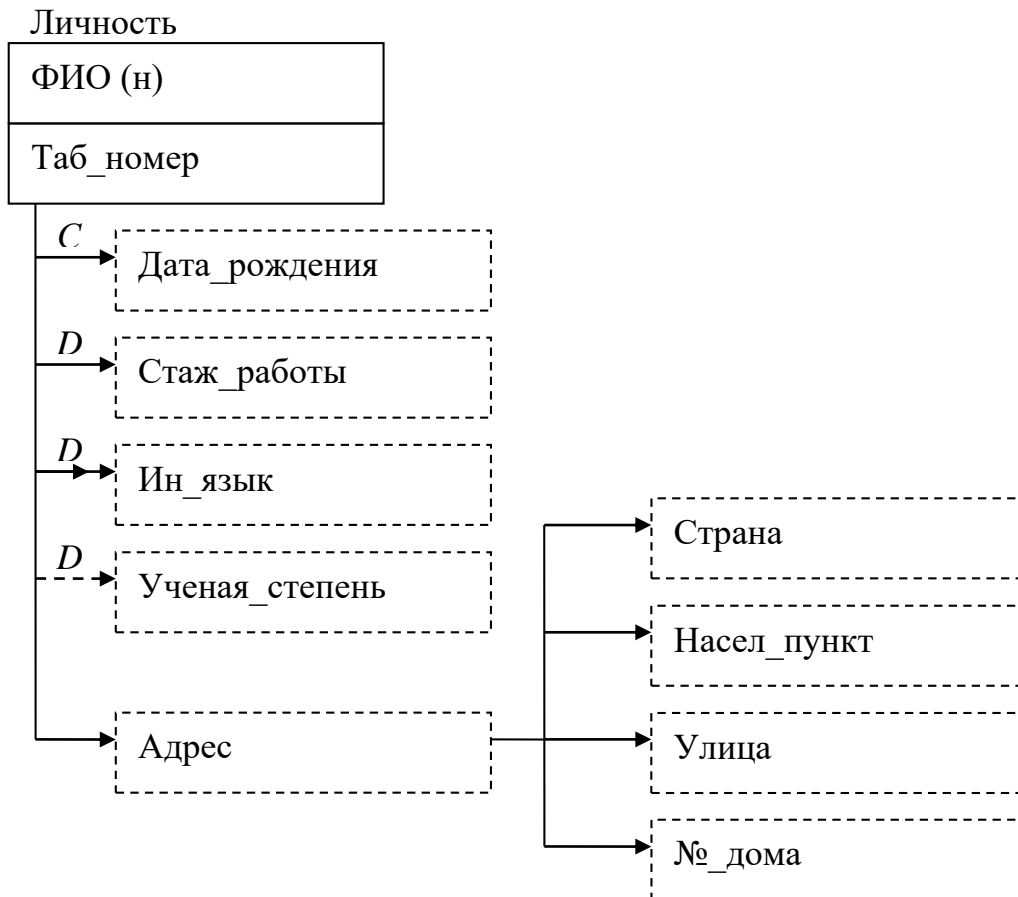 Личность
ФИО (н)
Таб_номер
C
Дата_рождения
D
Стаж_работы
D
Ин_язык
D
Ученая_степень
Адрес
Страна
Насел_пункт
Улица
№_дома